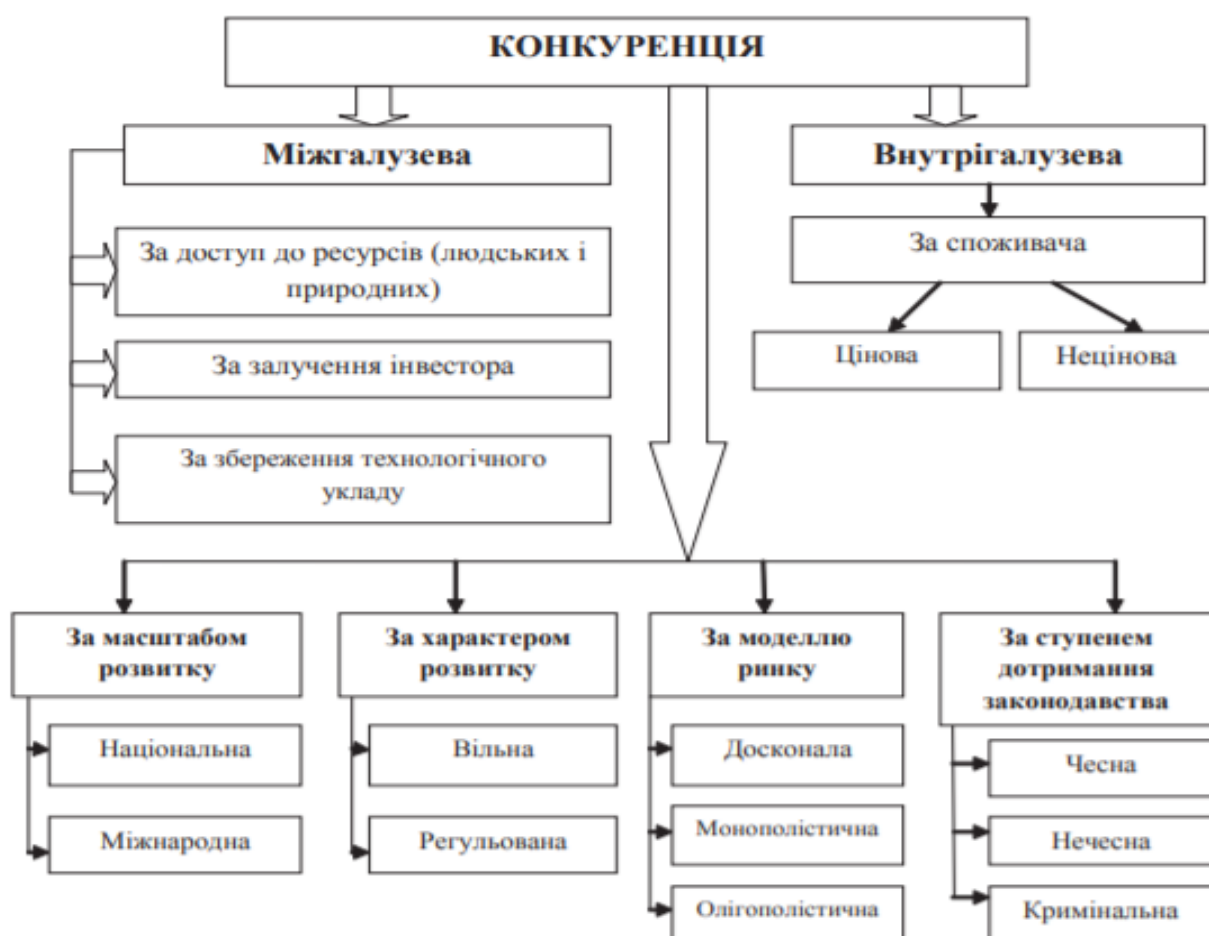 КОНКУРЕНЦІЯ
Міжгалузева
Внутрігалузева
За доступ до ресурсів (людських і
природних)
За споживача
За залучення інвестора
Цінова
Нецінова
За збереження технологічного
укладу
За масштабом
розвитку
За характером
розвитку
За моделлю
ринку
За ступенем
дотримання
законодавства
Національна
Міжнародна
Вільна
Регульована
Досконала
Монополістична
Олігополістична
Чесна
Нечесна
Кримінальна